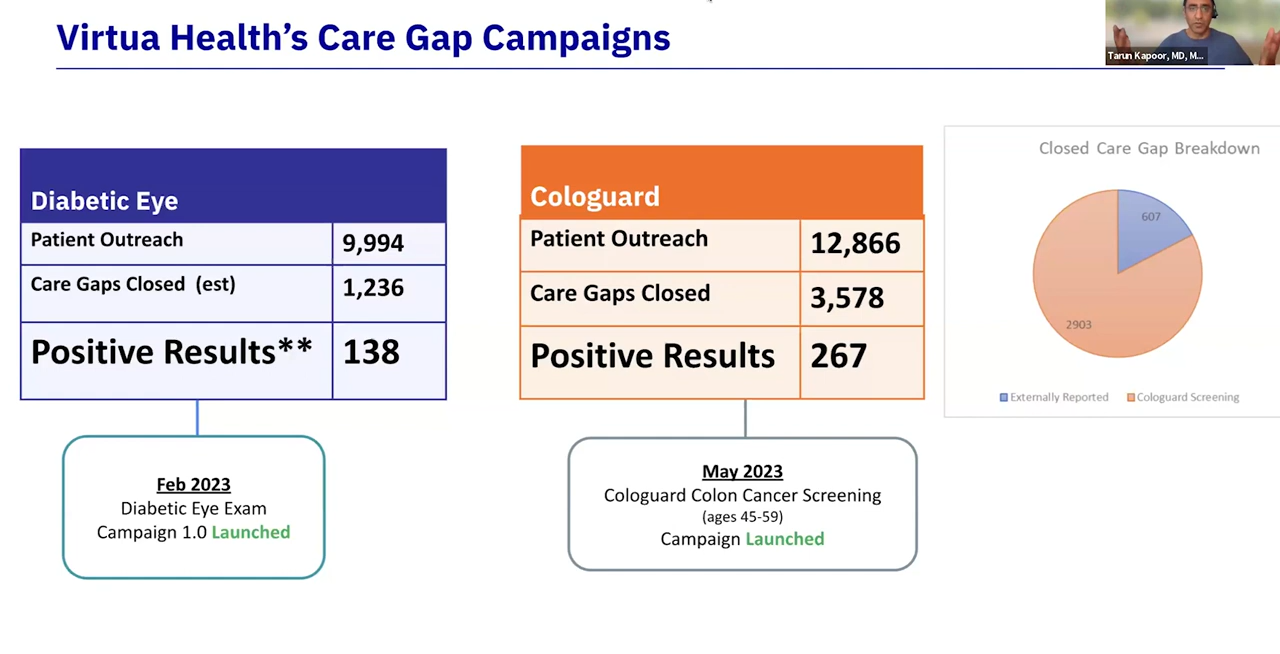 Virtua Health’s Care Gap Campaigns
Tarun Kapoor, MD, M...
Diabetic Eye
Patient Outreach 9,994
Care Gaps Closed (est) 1,236
Positive Results** 138
Feb 2023
Diabetic Eye Exam
Campaign 1.0 Launched
Cologuard
Patient Outreach 12,866
Care Gaps Closed 3,578
Positive Results 267
May 2023
Cologuard Colon Cancer Screening
(ages 45-59)
Campaign Launched
Closed Care Gap Breakdown
607
2903
Externally Reported Cologuard Screening